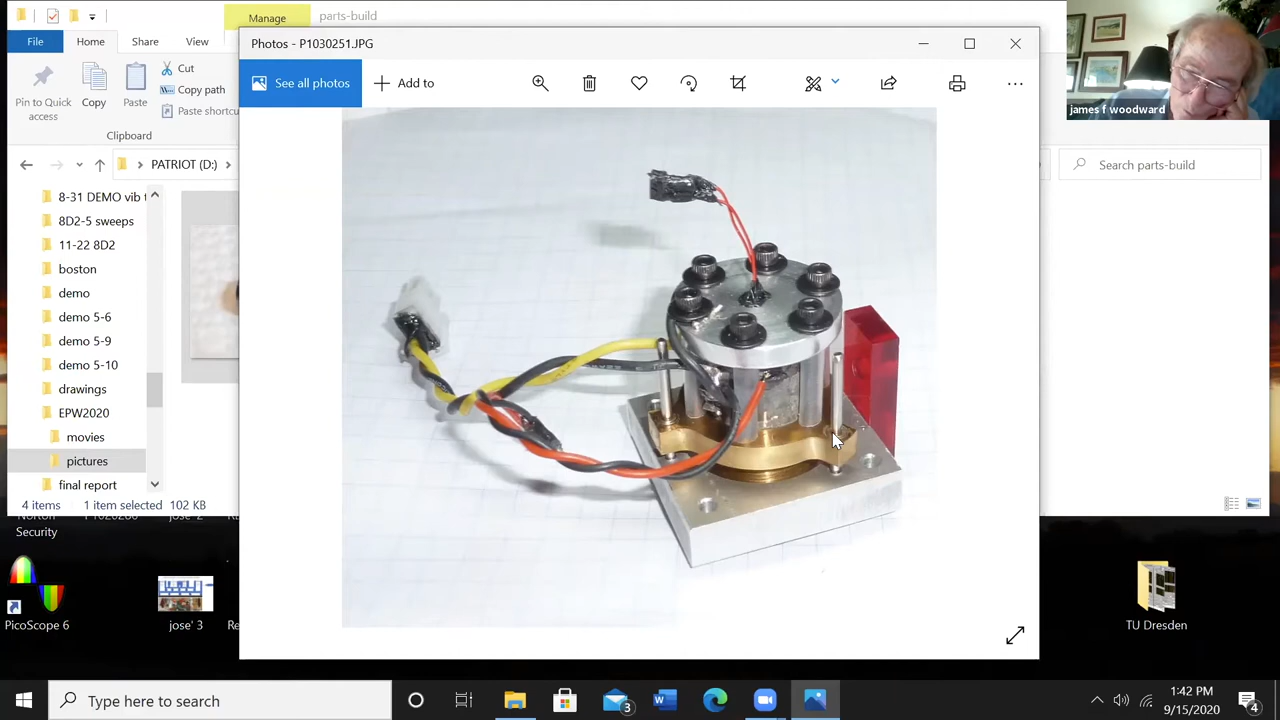 Manage
parts-build
File
Home
Share
View
Pin to Quick
access
Copy
Paste
Cut
Copy path
Paste shortcu
Clipboard
PATRIOT (D:)
Search parts-build
8-31 DEMO vib t
8D2-5 sweeps
11-22 8D2
boston
demo
demo 5-6
demo 5-9
demo 5-10
drawings
EPW2020
movies
pictures
final report
4 items
1 item selected
102 KB
Photos - P1030251.JPG
See all photos
Add to
james f woodward
Security
PicoScope 6
jose' 3
Re
TU Dresden
Type here to search
3
1:42 PM
9/15/2020
4